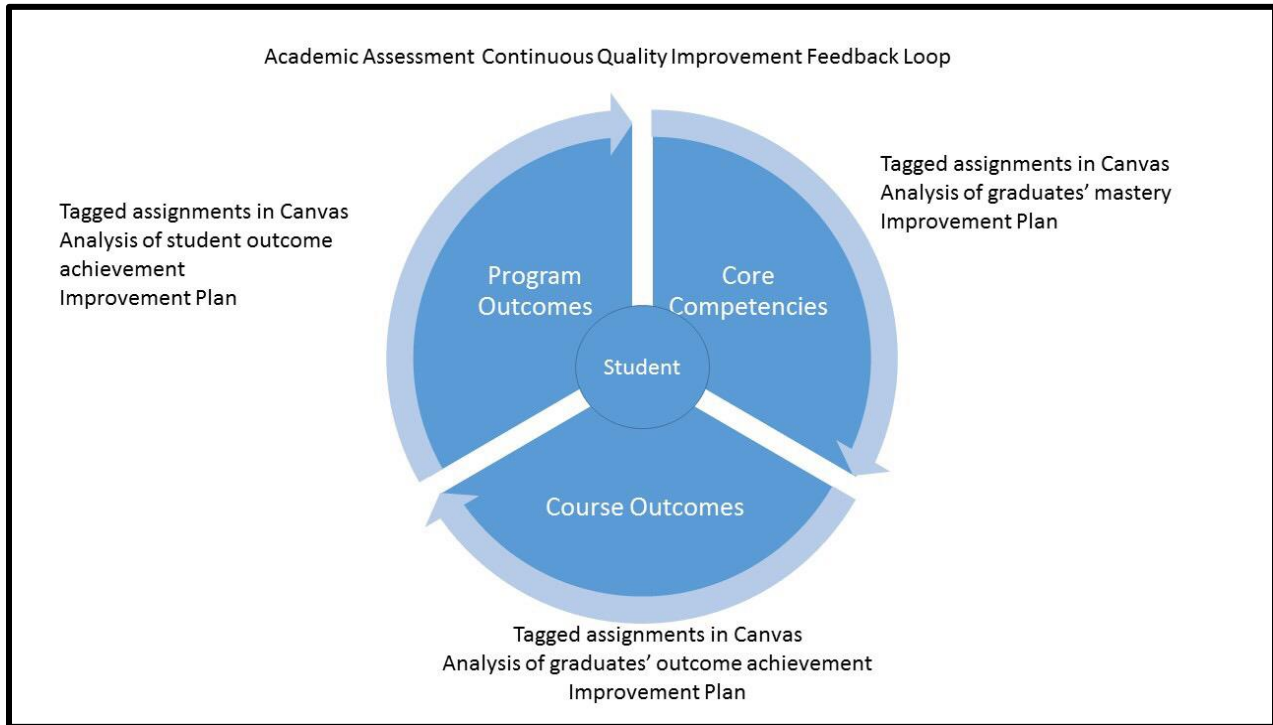 Academic Assessment Continuous Quality Improvement Feedback Loop
Tagged assignments in Canvas
Analysis of student outcome
achievement
Improvement Plan
Program
Outcomes
Core
Competencies
Tagged assignments in Canvas
Analysis of graduates’ mastery
Improvement Plan
Student
Course Outcomes
Tagged assignments in Canvas
Analysis of graduates’ outcome achievement
Improvement Plan